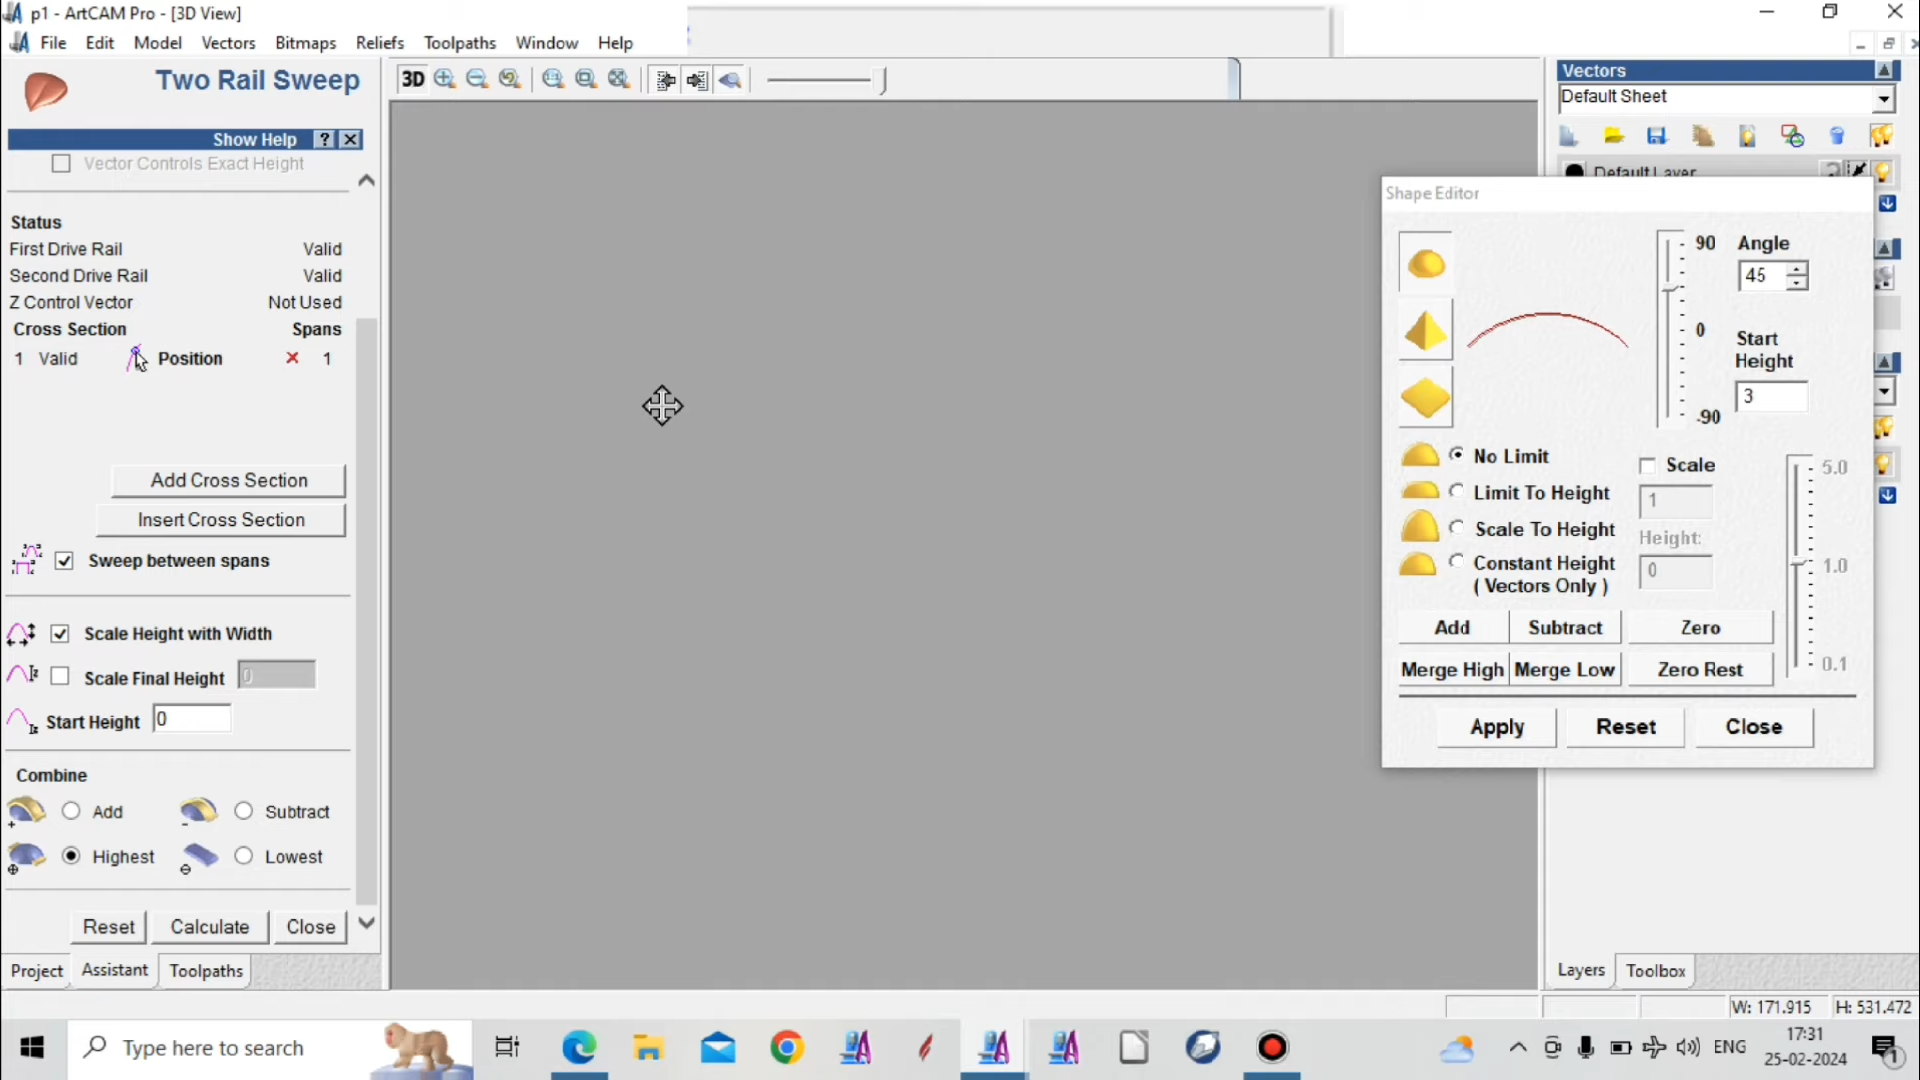 p1 - ArtCAM Pro - [3D View]
File Edit Model Vectors Bitmaps Reliefs Toolpaths Window Help
Two Rail Sweep
3D
Show Help ?
Vector Controls Exact Height
Status
First Drive Rail Valid
Second Drive Rail Valid
Z Control Vector Not Used
Cross Section Spans
1 Valid Position 1
Add Cross Section
Insert Cross Section
Sweep between spans
Scale Height with Width
Scale Final Height 0
Start Height 0
Combine
Add Subtract
Highest Lowest
Reset Calculate Close
Project Assistant Toolpaths
Vectors
Default Sheet
Default Layer
Shape Editor
90 Angle
45
0
Start
Height
-90 3
No Limit Scale 5.0
Limit To Height 1
Scale To Height Height:
Constant Height 0 1.0
( Vectors Only )
Add Subtract Zero
0.1
Merge High Merge Low Zero Rest
Apply Reset Close
Layers Toolbox
W: 171.915 H: 531.472
Type here to search
ENG
17:31
25-02-2024
1